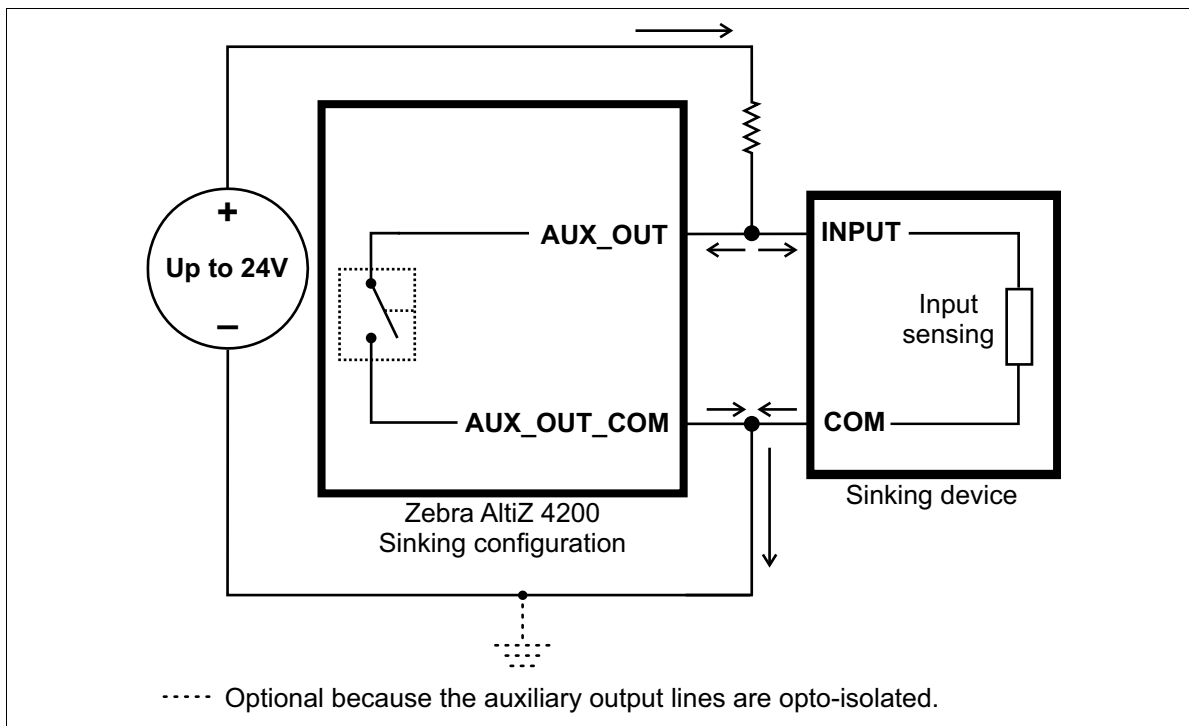 +
Up to 24V
−
AUX_OUT
AUX_OUT_COM
INPUT
Input
sensing
COM
Zebra AltiZ 4200
Sinking configuration
Sinking device
Optional because the auxiliary output lines are opto-isolated.